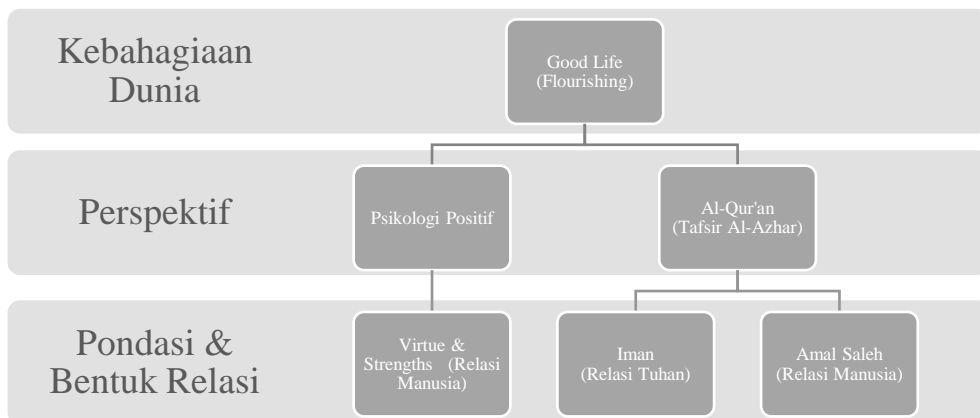 Kebahagiaan
Dunia
Good Life
(Flourishing)
Perspektif
Psikologi Positif
Al-Qur'an
(Tafsir Al-Azhar)
Pondasi &
Bentuk Relasi
Virtue &
Strengths (Relasi
Manusia)
Iman
(Relasi Tuhan)
Amal Saleh
(Relasi Manusia)